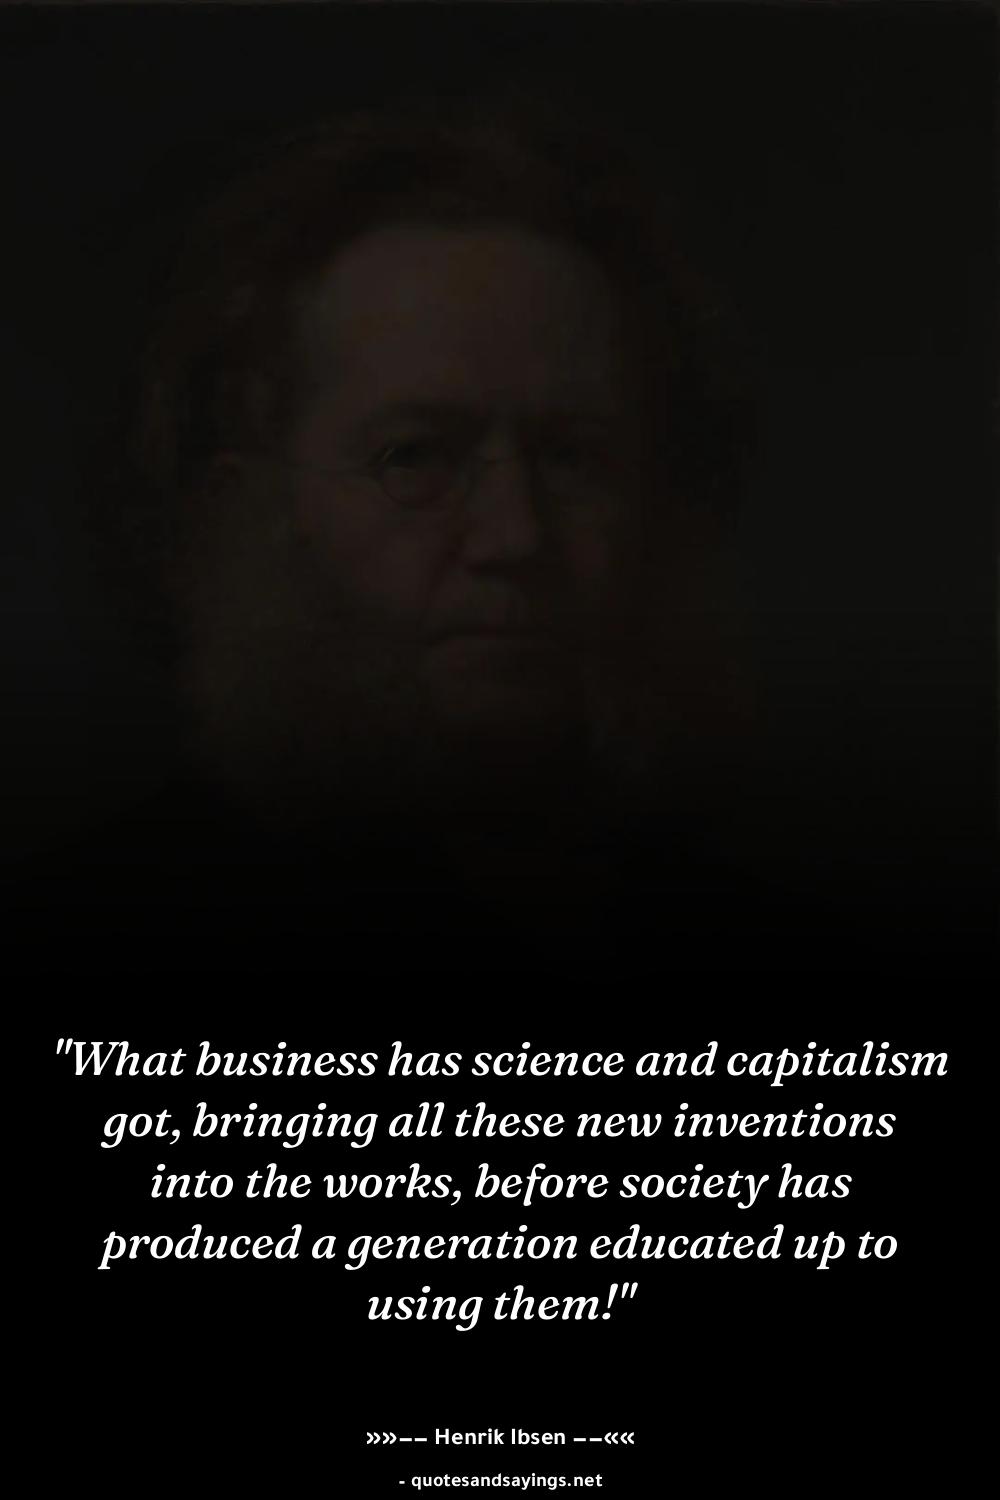 "What business has science and capitalism
got, bringing all these new inventions
into the works, before society has
produced a generation educated up to
using them!"
»»–– Henrik Ibsen ––««
- quotesandsayings.net